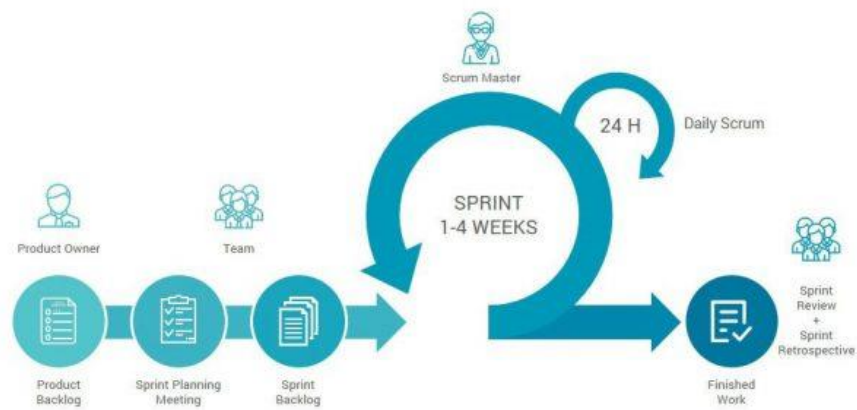 Scrum Master
24 H
Daily Scrum
SPRINT
1-4 WEEKS
Product Owner
Team
Sprint
Review
+
Sprint
Retrospective
Product
Backlog
Sprint Planning
Meeting
Sprint
Backlog
Finished
Work